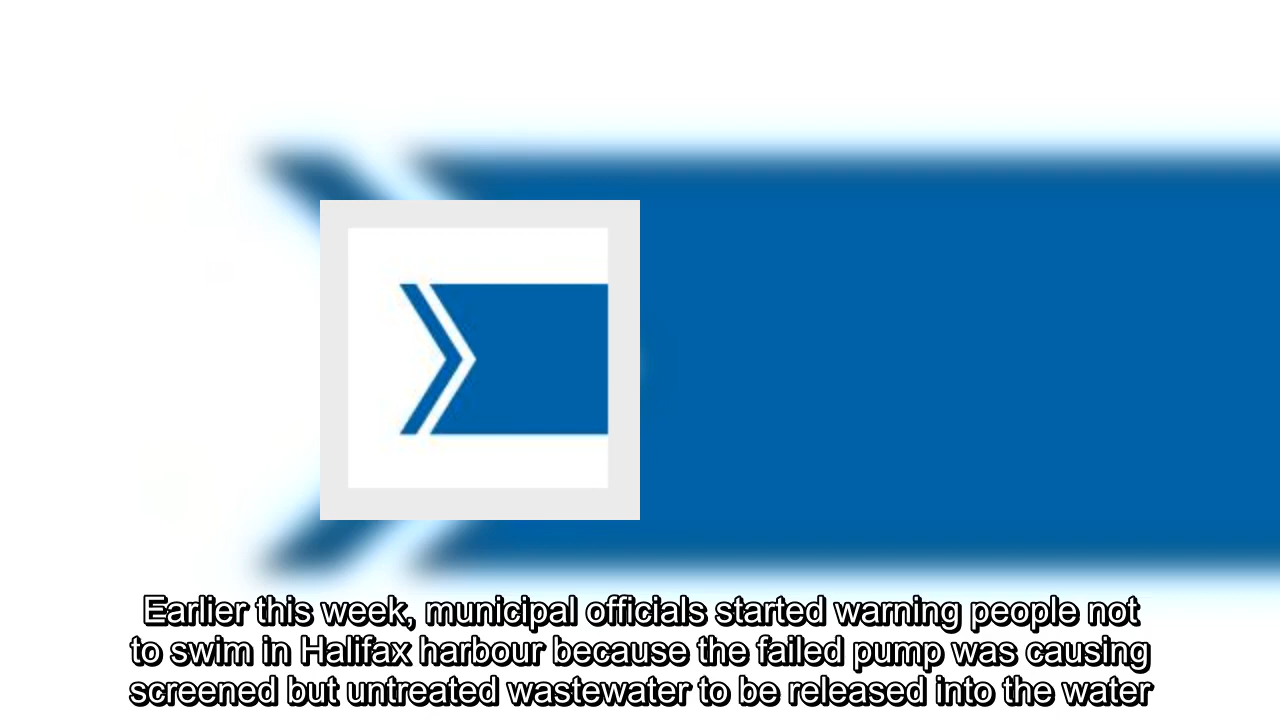 Earlier this week, municipal officials started warning people not
to swim in Halifax harbour because the failed pump was causing
screened but untreated wastewater to be released into the water